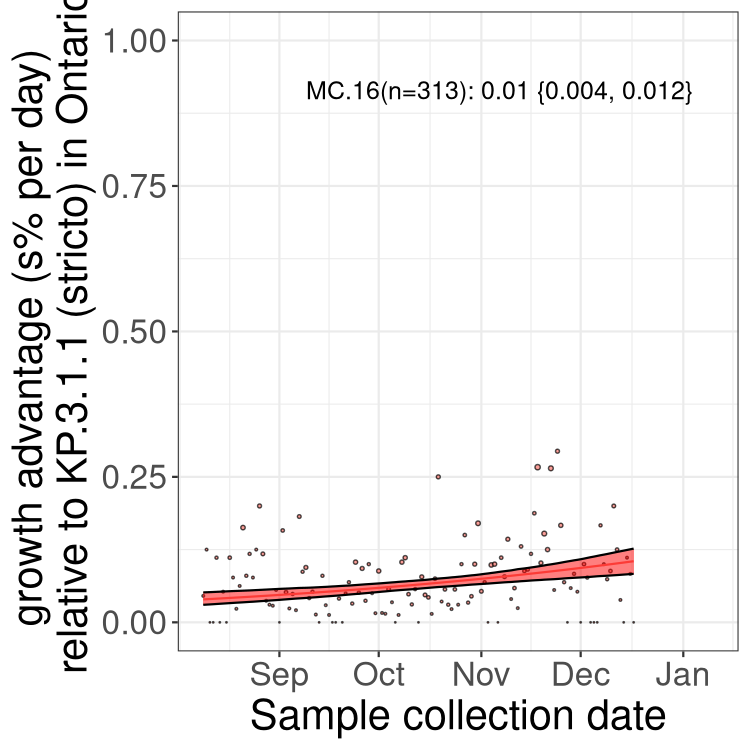 growth advantage (s% per day)
relative to KP.3.1.1 (stricto) in Ontario
1.00
0.75
0.50
0.25
0.00
MC.16(n=313): 0.01 {0.004, 0.012}
Sep Oct Nov Dec Jan
Sample collection date